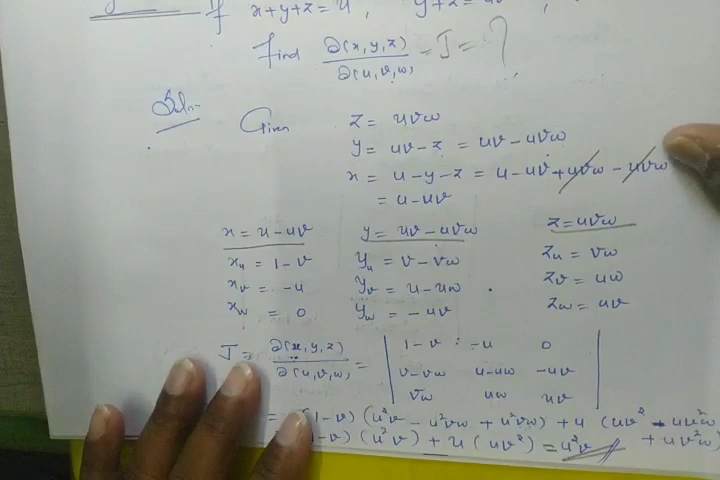 If x+y+z = u, y+z = uv,
Find ∂(x, y, z) / ∂(u, v, w) = J = ?
Soln:-
Given z = uvw
y = uv - z = uv - uvw
x = u - y - z = u - uv + uvw - uvw
= u - uv
x = u - uv y = uv - uvw z = uvw
x_u = 1 - v y_u = v - vw z_u = vw
x_v = -u y_v = u - uw z_v = uw
x_w = 0 y_w = -uv z_w = uv
J = ∂(x, y, z) / ∂(u, v, w) = | 1-v -u 0
v-vw u-uw -uv
vw uw uv |
= (1-v) (u²v - u²vw + u²vw) + u (uv² - uv²w + uv²w)
(1-v) (u²v) + u (uv²) = u²v